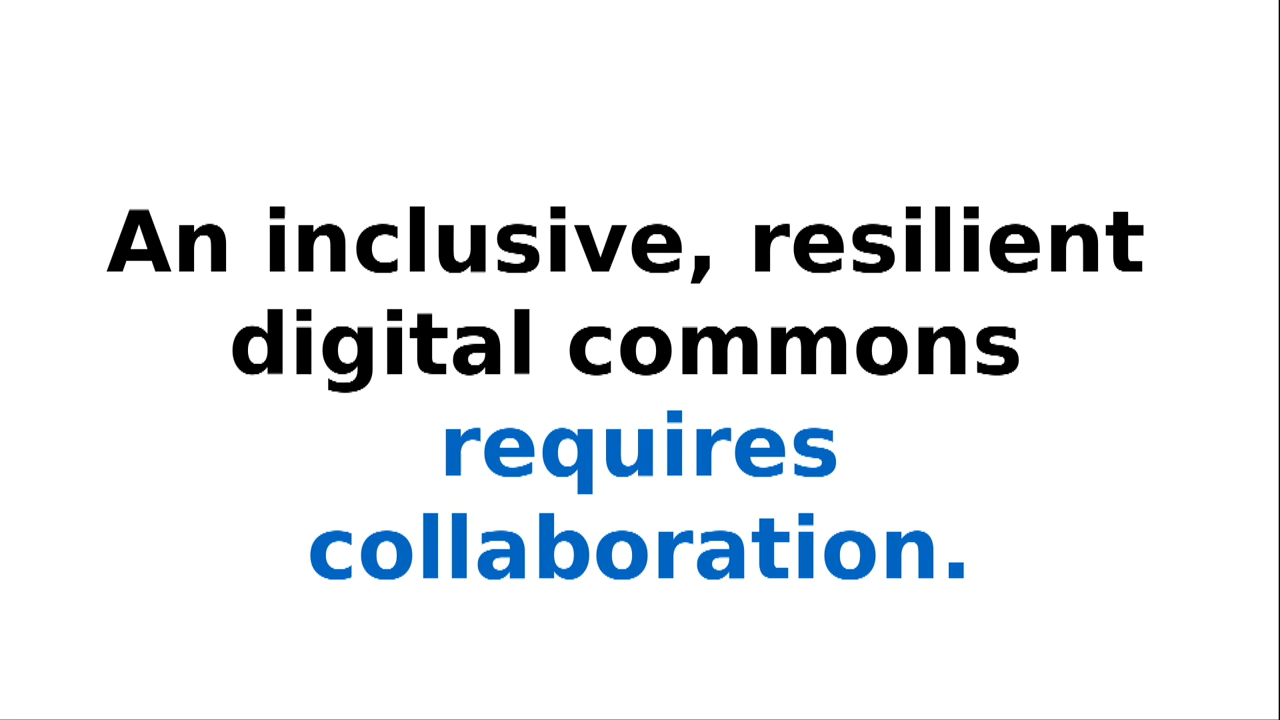 An inclusive, resilient
digital commons
requires
collaboration.